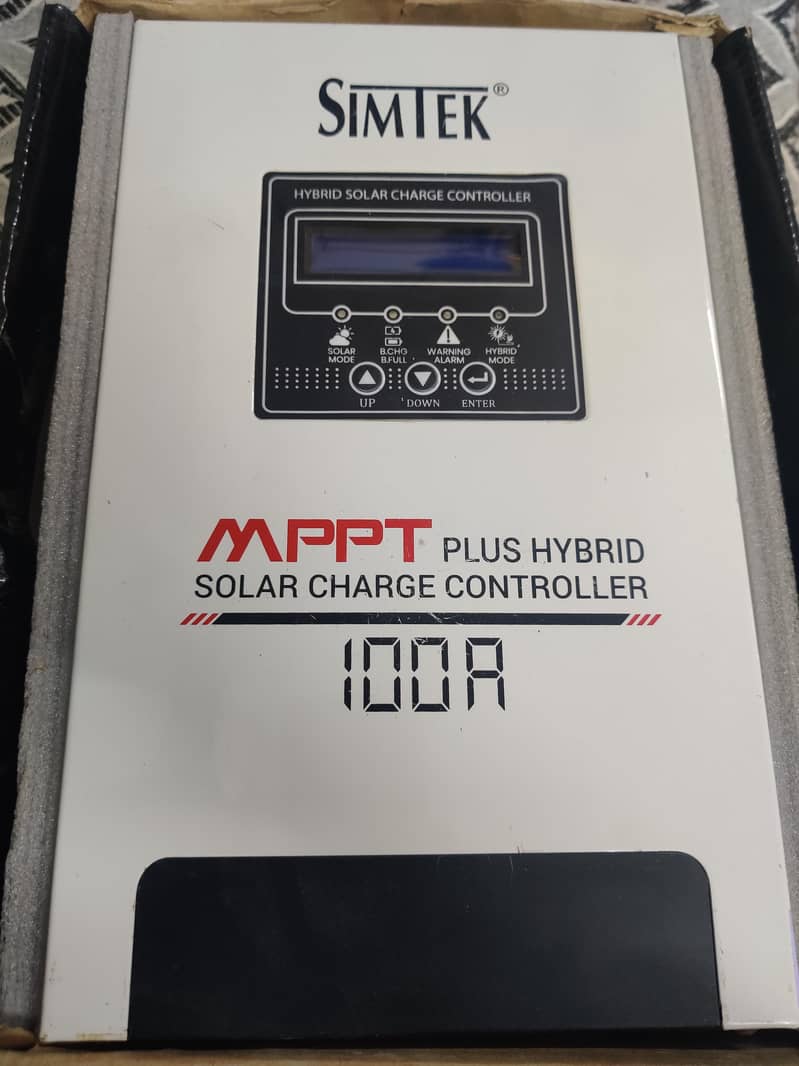 SIMTEK®
HYBRID SOLAR CHARGE CONTROLLER
SOLAR MODE
B.CHG B.FULL
WARNING ALARM
HYBRID MODE
UP
DOWN
ENTER
MPPT PLUS HYBRID
SOLAR CHARGE CONTROLLER
100A